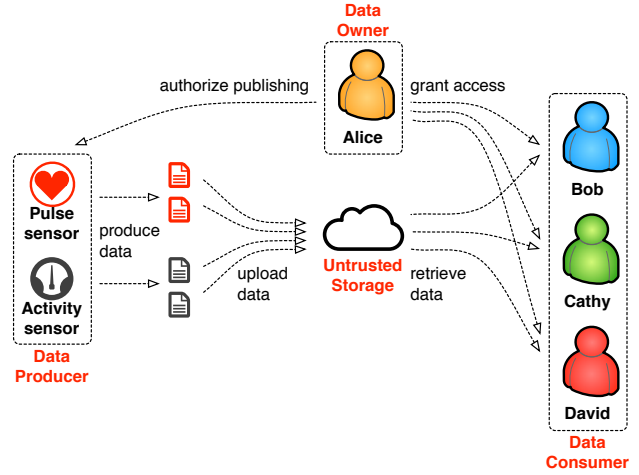 Data
Owner
authorize publishing
grant access
Alice
Bob
Pulse
sensor
produce
data
Activity
sensor
upload
data
Untrusted
Storage
retrieve
data
Cathy
David
Data
Producer
Data
Consumer